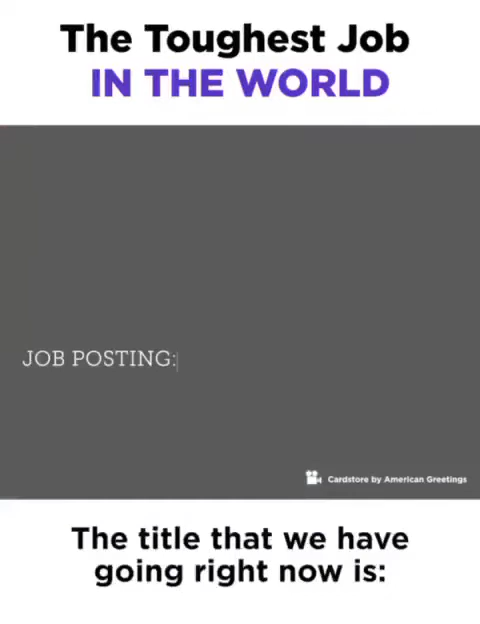 The Toughest Job
IN THE WORLD
JOB POSTING:
Cardstore by American Greetings
The title that we have
going right now is: